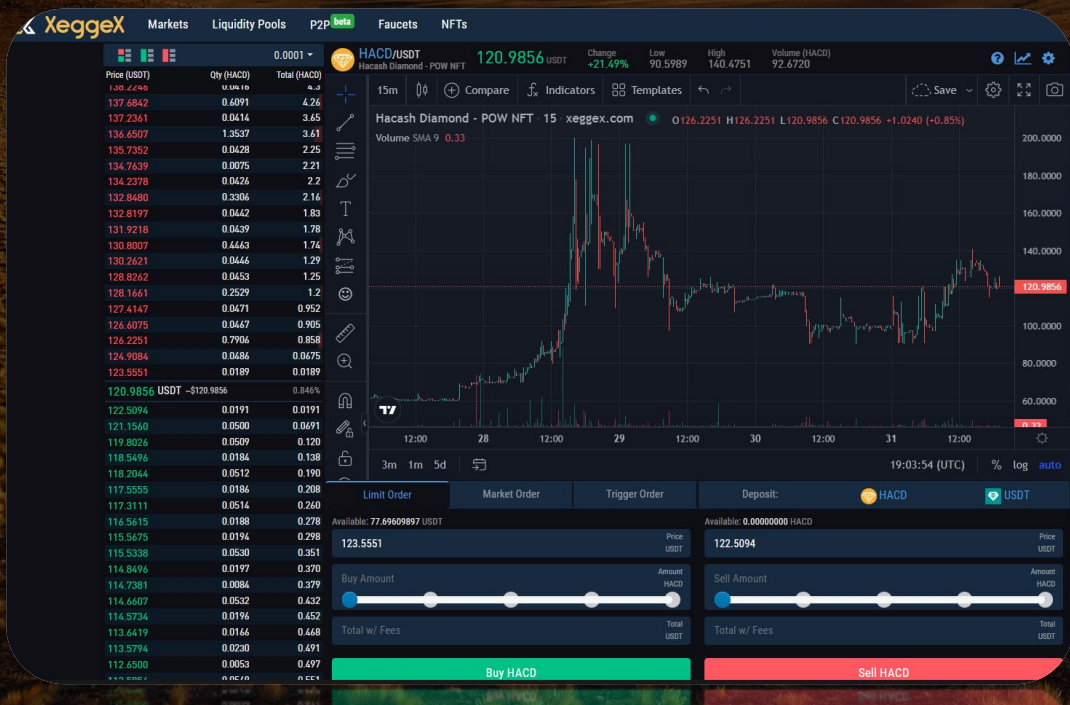 XeggeX Markets Liquidity Pools P2P beta Faucets NFTs
0.0001
Price (USDT) Qty (HACD) Total (HACD)
138.2246 0.0416 4.3
137.6842 0.6091 4.26
137.2361 0.0414 3.65
136.6507 1.3537 3.61
135.7352 0.0428 2.25
134.7639 0.0075 2.21
134.2378 0.0426 2.2
132.8480 0.3306 2.16
132.8197 0.0442 1.83
131.9218 0.0439 1.78
130.8007 0.4463 1.74
130.2621 0.0446 1.29
128.8262 0.0453 1.25
128.1661 0.2529 1.2
127.4147 0.0471 0.952
126.6075 0.0467 0.905
126.2251 0.7906 0.858
124.9084 0.0486 0.0675
123.5551 0.0189 0.0189
120.9856 USDT ~$120.9856 0.846%
122.5094 0.0191 0.0191
121.1560 0.0500 0.0691
119.8026 0.0509 0.120
118.5496 0.0184 0.138
118.2044 0.0512 0.190
117.5555 0.0186 0.208
117.3111 0.0514 0.260
116.5615 0.0188 0.278
115.5675 0.0194 0.298
115.5338 0.0530 0.351
114.8496 0.0197 0.370
114.7381 0.0084 0.379
114.6607 0.0532 0.432
114.5734 0.0196 0.452
113.6419 0.0166 0.468
113.5794 0.0230 0.491
112.6500 0.0053 0.497
HACD/USDT
Hacash Diamond - POW NFT
120.9856 USDT
Change
+21.49%
Low
90.5989
High
140.4751
Volume (HACD)
92.6720
15m Compare Indicators Templates Save
Hacash Diamond - POW NFT · 15 · xeggex.com O126.2251 H126.2251 L120.9856 C120.9856 +1.0240 (+0.85%)
Volume SMA 9 0.33
200.0000
180.0000
160.0000
140.0000
120.9856
100.0000
80.0000
60.0000
0.33
12:00 28 12:00 29 12:00 30 12:00 31 12:00
3m 1m 5d 19:03:54 (UTC) % log auto
Limit Order Market Order Trigger Order Deposit: HACD USDT
Available: 77.69609897 USDT
123.5551 Price
USDT
Buy Amount Amount
HACD
Total w/ Fees Total
USDT
Buy HACD
Available: 0.00000000 HACD
122.5094 Price
USDT
Sell Amount Amount
HACD
Total w/ Fees Total
USDT
Sell HACD